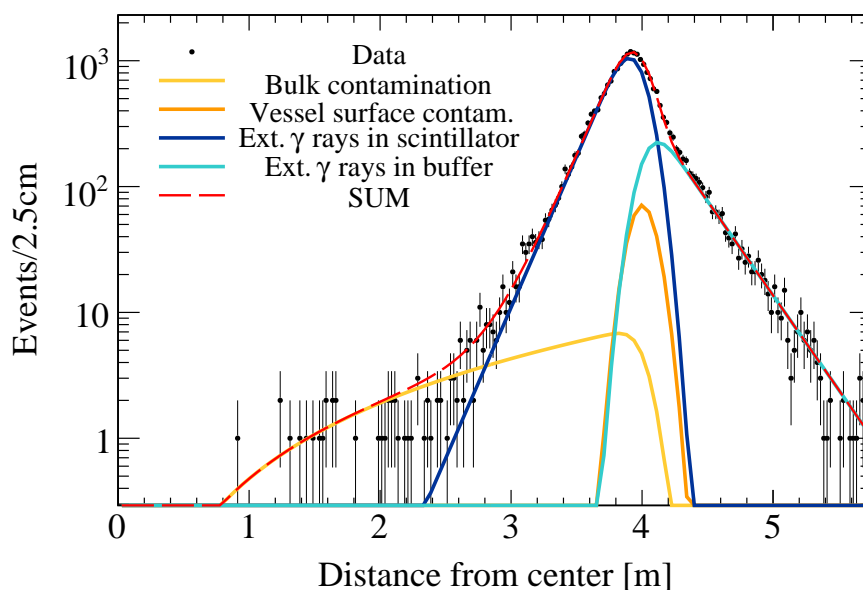 Data
Bulk contamination
Vessel surface contam.
Ext. γ rays in scintillator
Ext. γ rays in buffer
SUM
10³
10²
10
1
Events/2.5cm
0 1 2 3 4 5
Distance from center [m]